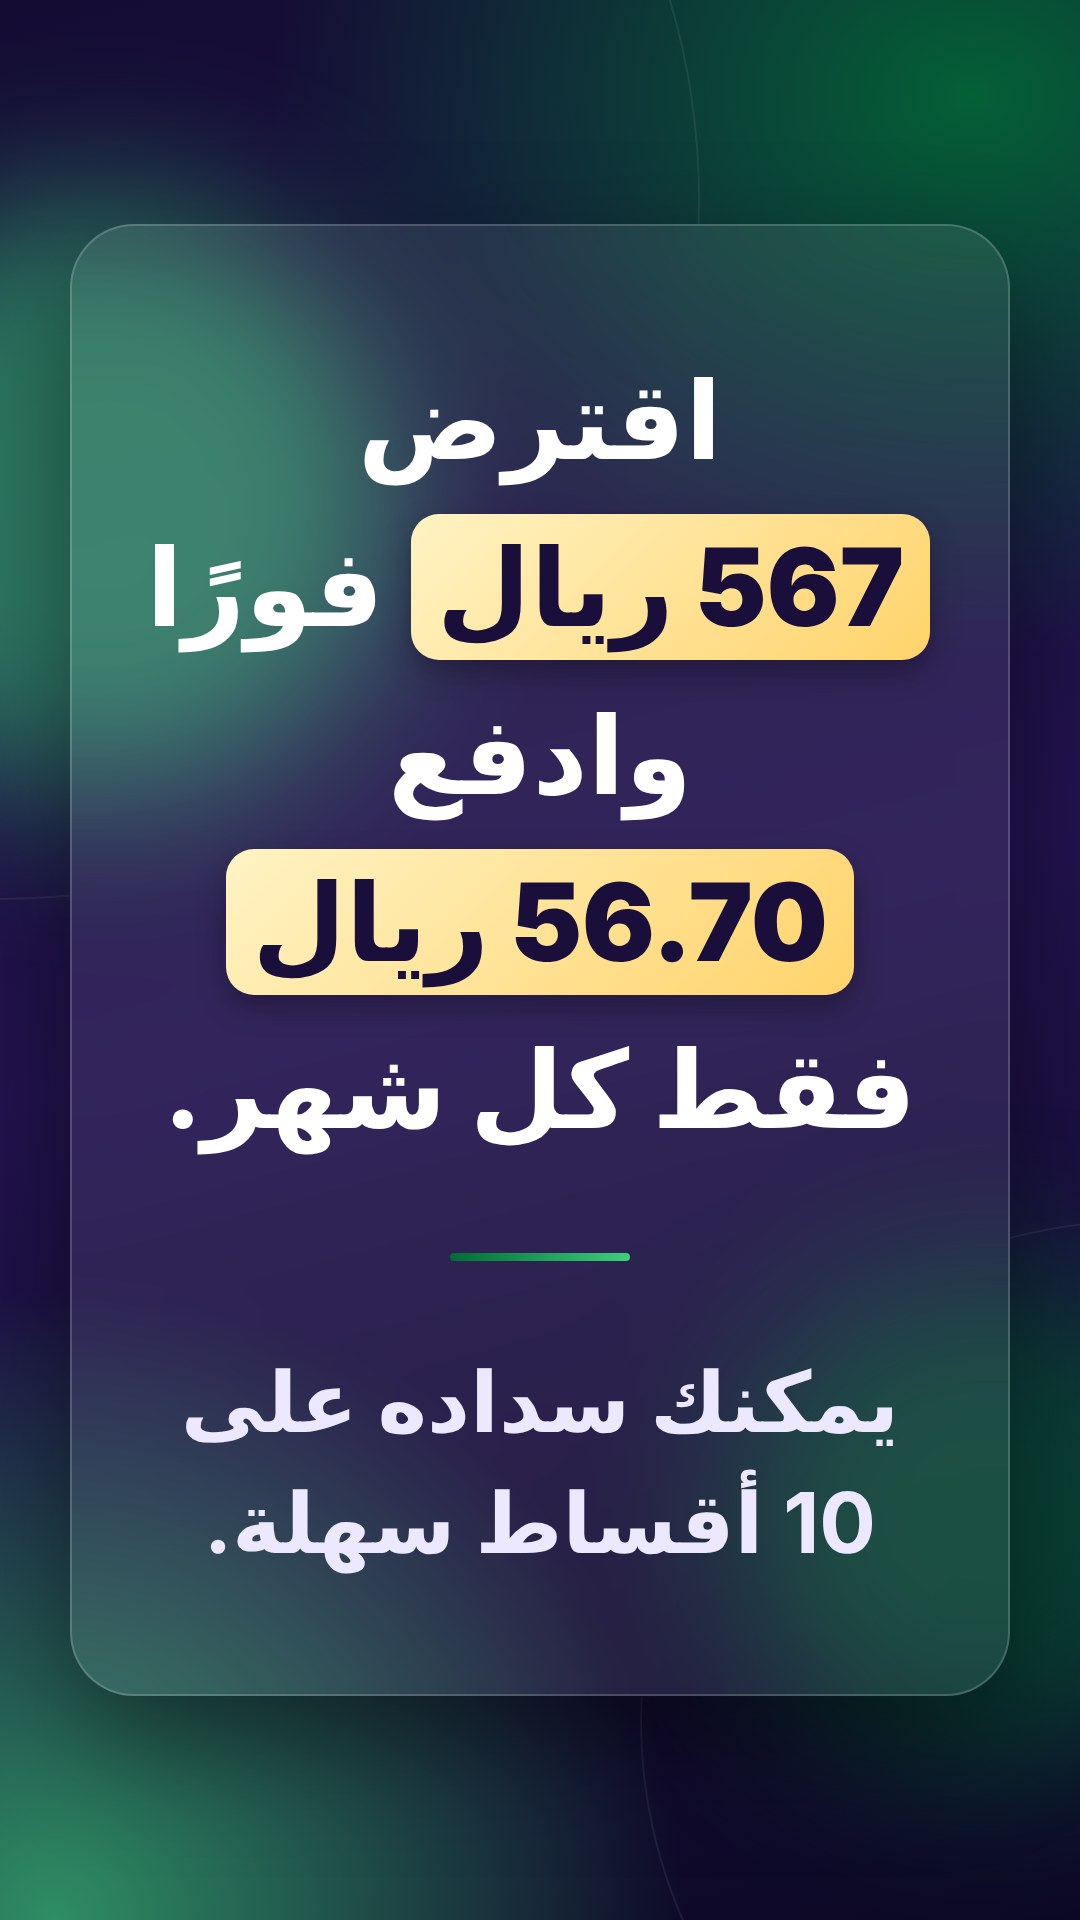 اقترض
567 ريال فورًا
وادفع
56.70 ريال
فقط كل شهر.
يمكنك سداده على
10 أقساط سهلة.